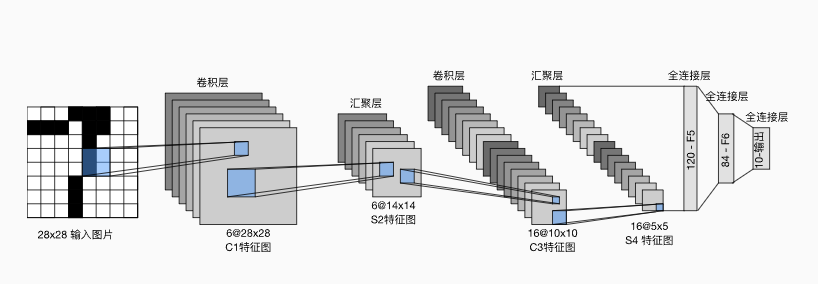 卷积层
汇聚层
卷积层
汇聚层
全连接层
全连接层
全连接层
120 - F5
84 - F6
10-输出
28x28 输入图片
6@28x28
C1特征图
6@14x14
S2特征图
16@10x10
C3特征图
16@5x5
S4 特征图